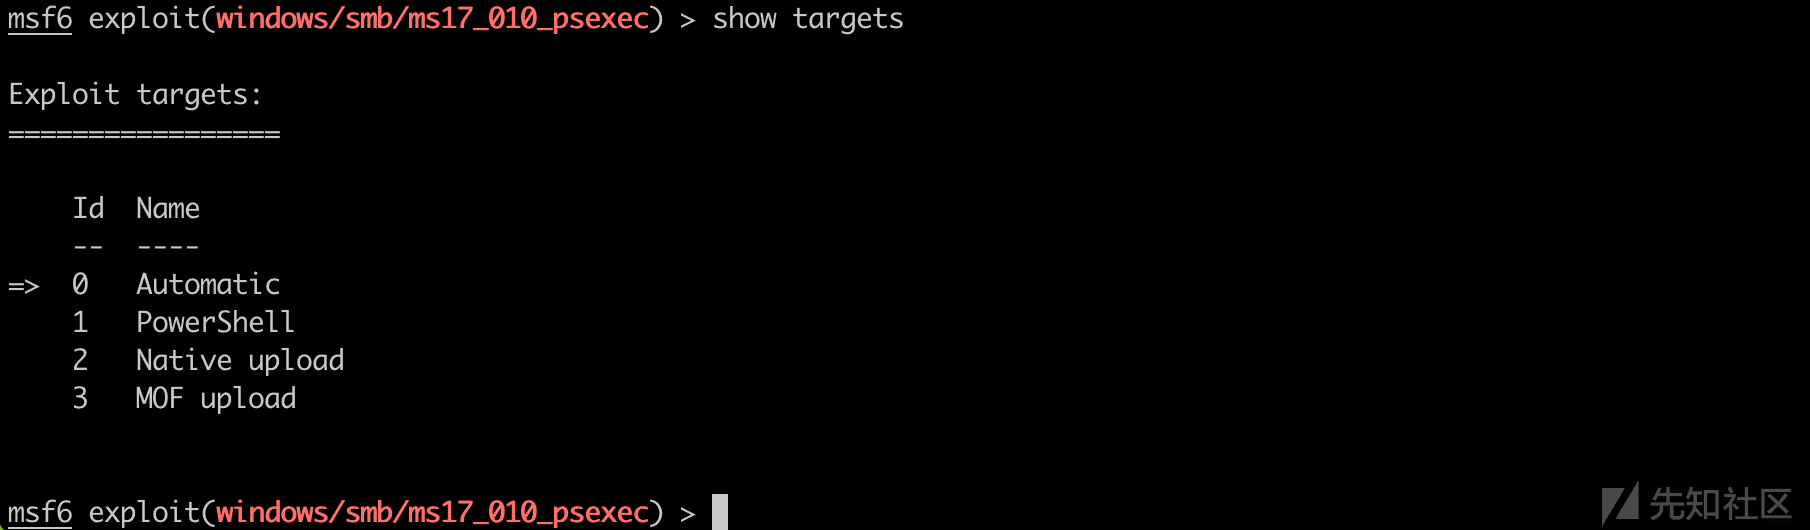 msf6 exploit(windows/smb/ms17_010_psexec) > show targets
Exploit targets:
=================
Id  Name
--  ----
=>  0   Automatic
1   PowerShell
2   Native upload
3   MOF upload
msf6 exploit(windows/smb/ms17_010_psexec) >
先知社区